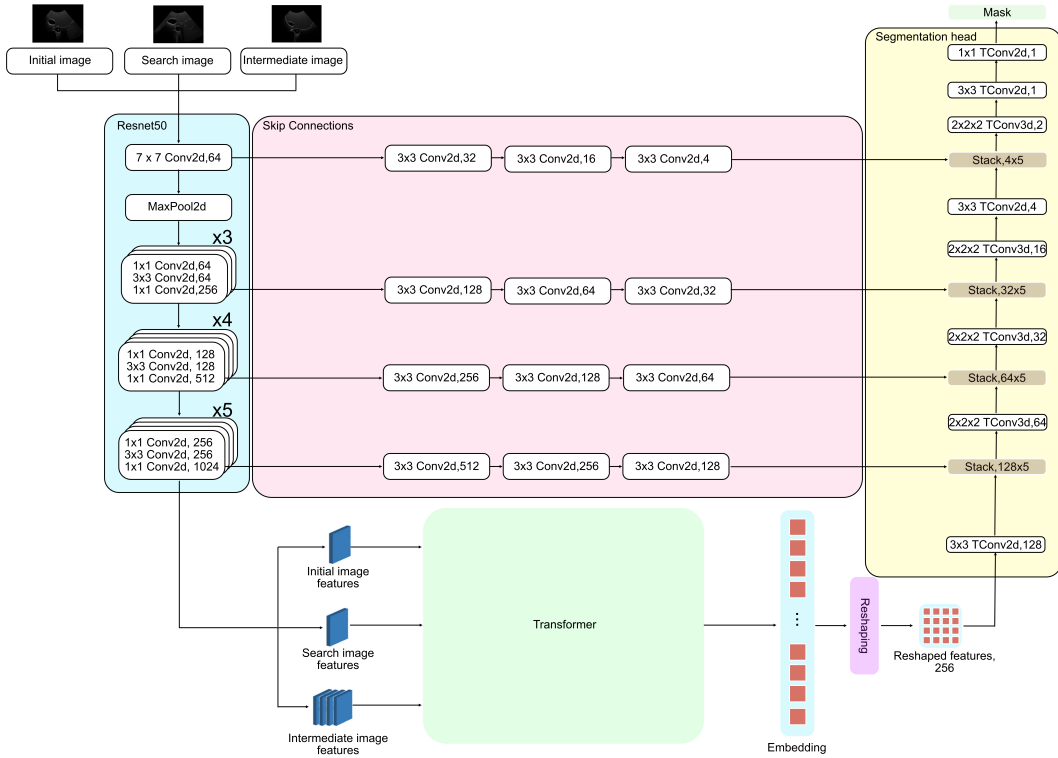 Initial image
Search image
Intermediate image
Resnet50
7 x 7 Conv2d,64
MaxPool2d
x3
1x1 Conv2d,64
3x3 Conv2d,64
1x1 Conv2d,256
x4
1x1 Conv2d, 128
3x3 Conv2d, 128
1x1 Conv2d, 512
x5
1x1 Conv2d, 256
3x3 Conv2d, 256
1x1 Conv2d, 1024
Skip Connections
3x3 Conv2d,32
3x3 Conv2d,16
3x3 Conv2d,4
3x3 Conv2d,128
3x3 Conv2d,64
3x3 Conv2d,32
3x3 Conv2d,256
3x3 Conv2d,128
3x3 Conv2d,64
3x3 Conv2d,512
3x3 Conv2d,256
3x3 Conv2d,128
Mask
Segmentation head
1x1 TConv2d,1
3x3 TConv2d,1
2x2x2 TConv3d,2
Stack,4x5
3x3 TConv2d,4
2x2x2 TConv3d,16
Stack,32x5
2x2x2 TConv3d,32
Stack,64x5
2x2x2 TConv3d,64
Stack,128x5
3x3 TConv2d,128
Initial image
features
Search image
features
Intermediate image
features
Transformer
...
Embedding
Reshaping
Reshaped features,
256